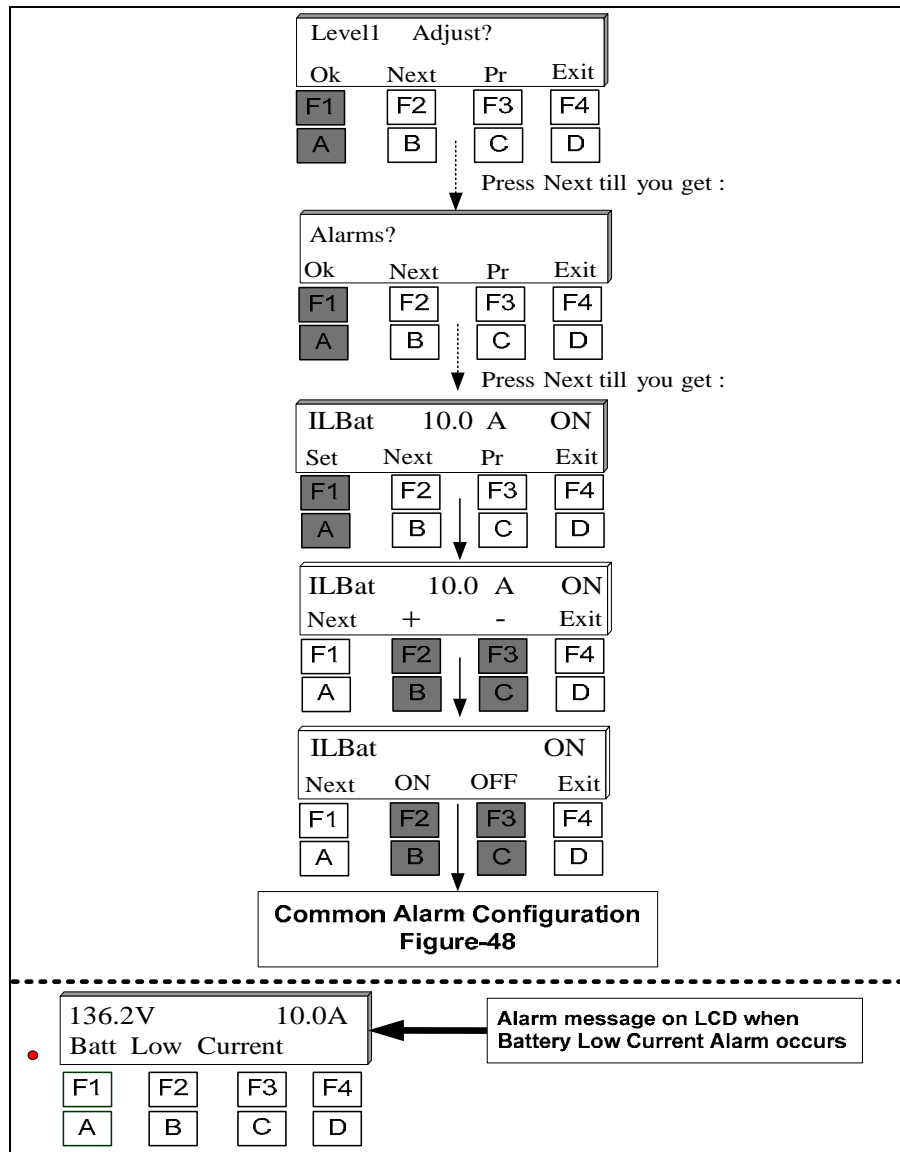 Level1 Adjust?
Ok Next Pr Exit
F1 F2 F3 F4
A B C D
Press Next till you get :
Alarms?
Ok Next Pr Exit
F1 F2 F3 F4
A B C D
Press Next till you get :
ILBat 10.0 A ON
Set Next Pr Exit
F1 F2 F3 F4
A B C D
ILBat 10.0 A ON
Next + - Exit
F1 F2 F3 F4
A B C D
ILBat ON
Next ON OFF Exit
F1 F2 F3 F4
A B C D
Common Alarm Configuration
Figure-48
136.2V 10.0A
Batt Low Current
Alarm message on LCD when
Battery Low Current Alarm occurs
F1 F2 F3 F4
A B C D